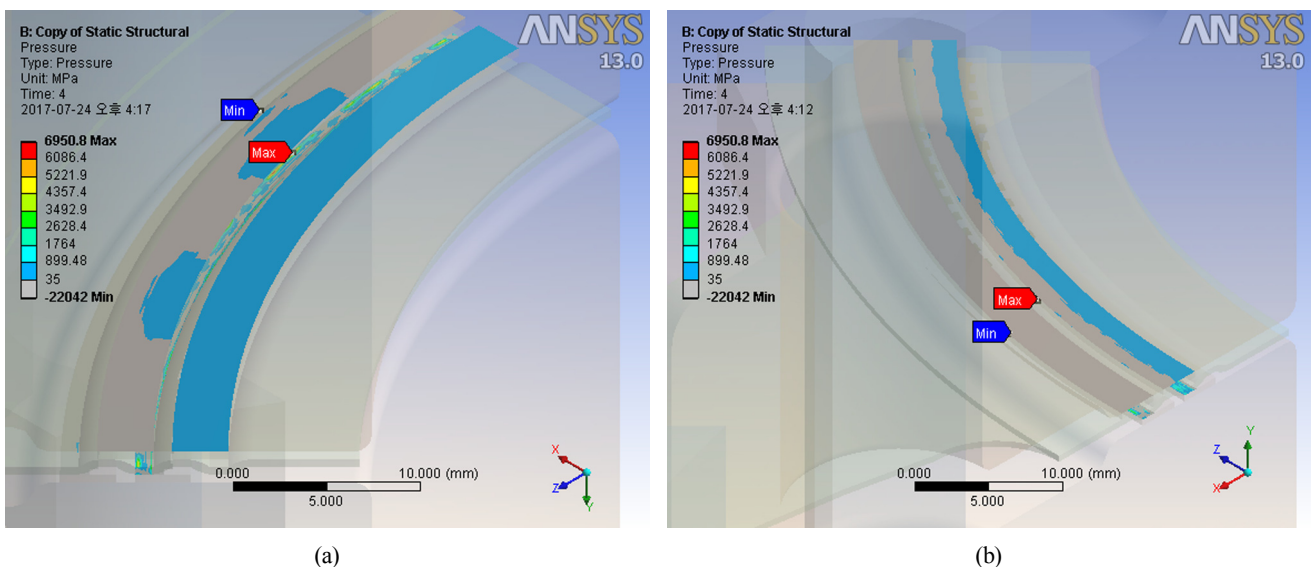 B: Copy of Static Structural
Pressure
Type: Pressure
Unit: MPa
Time: 4
2017-07-24 오후 4:17
ANSYS
13.0
6950.8 Max
6086.4
5221.9
4357.4
3492.9
2628.4
1764
899.48
35
-22042 Min
Min
Max
0.000
10.000 (mm)
5.000
X
Z
Y
(a)
B: Copy of Static Structural
Pressure
Type: Pressure
Unit: MPa
Time: 4
2017-07-24 오후 4:12
ANSYS
13.0
6950.8 Max
6086.4
5221.9
4357.4
3492.9
2628.4
1764
899.48
35
-22042 Min
Max
Min
0.000
10.000 (mm)
5.000
Y
Z
X
(b)